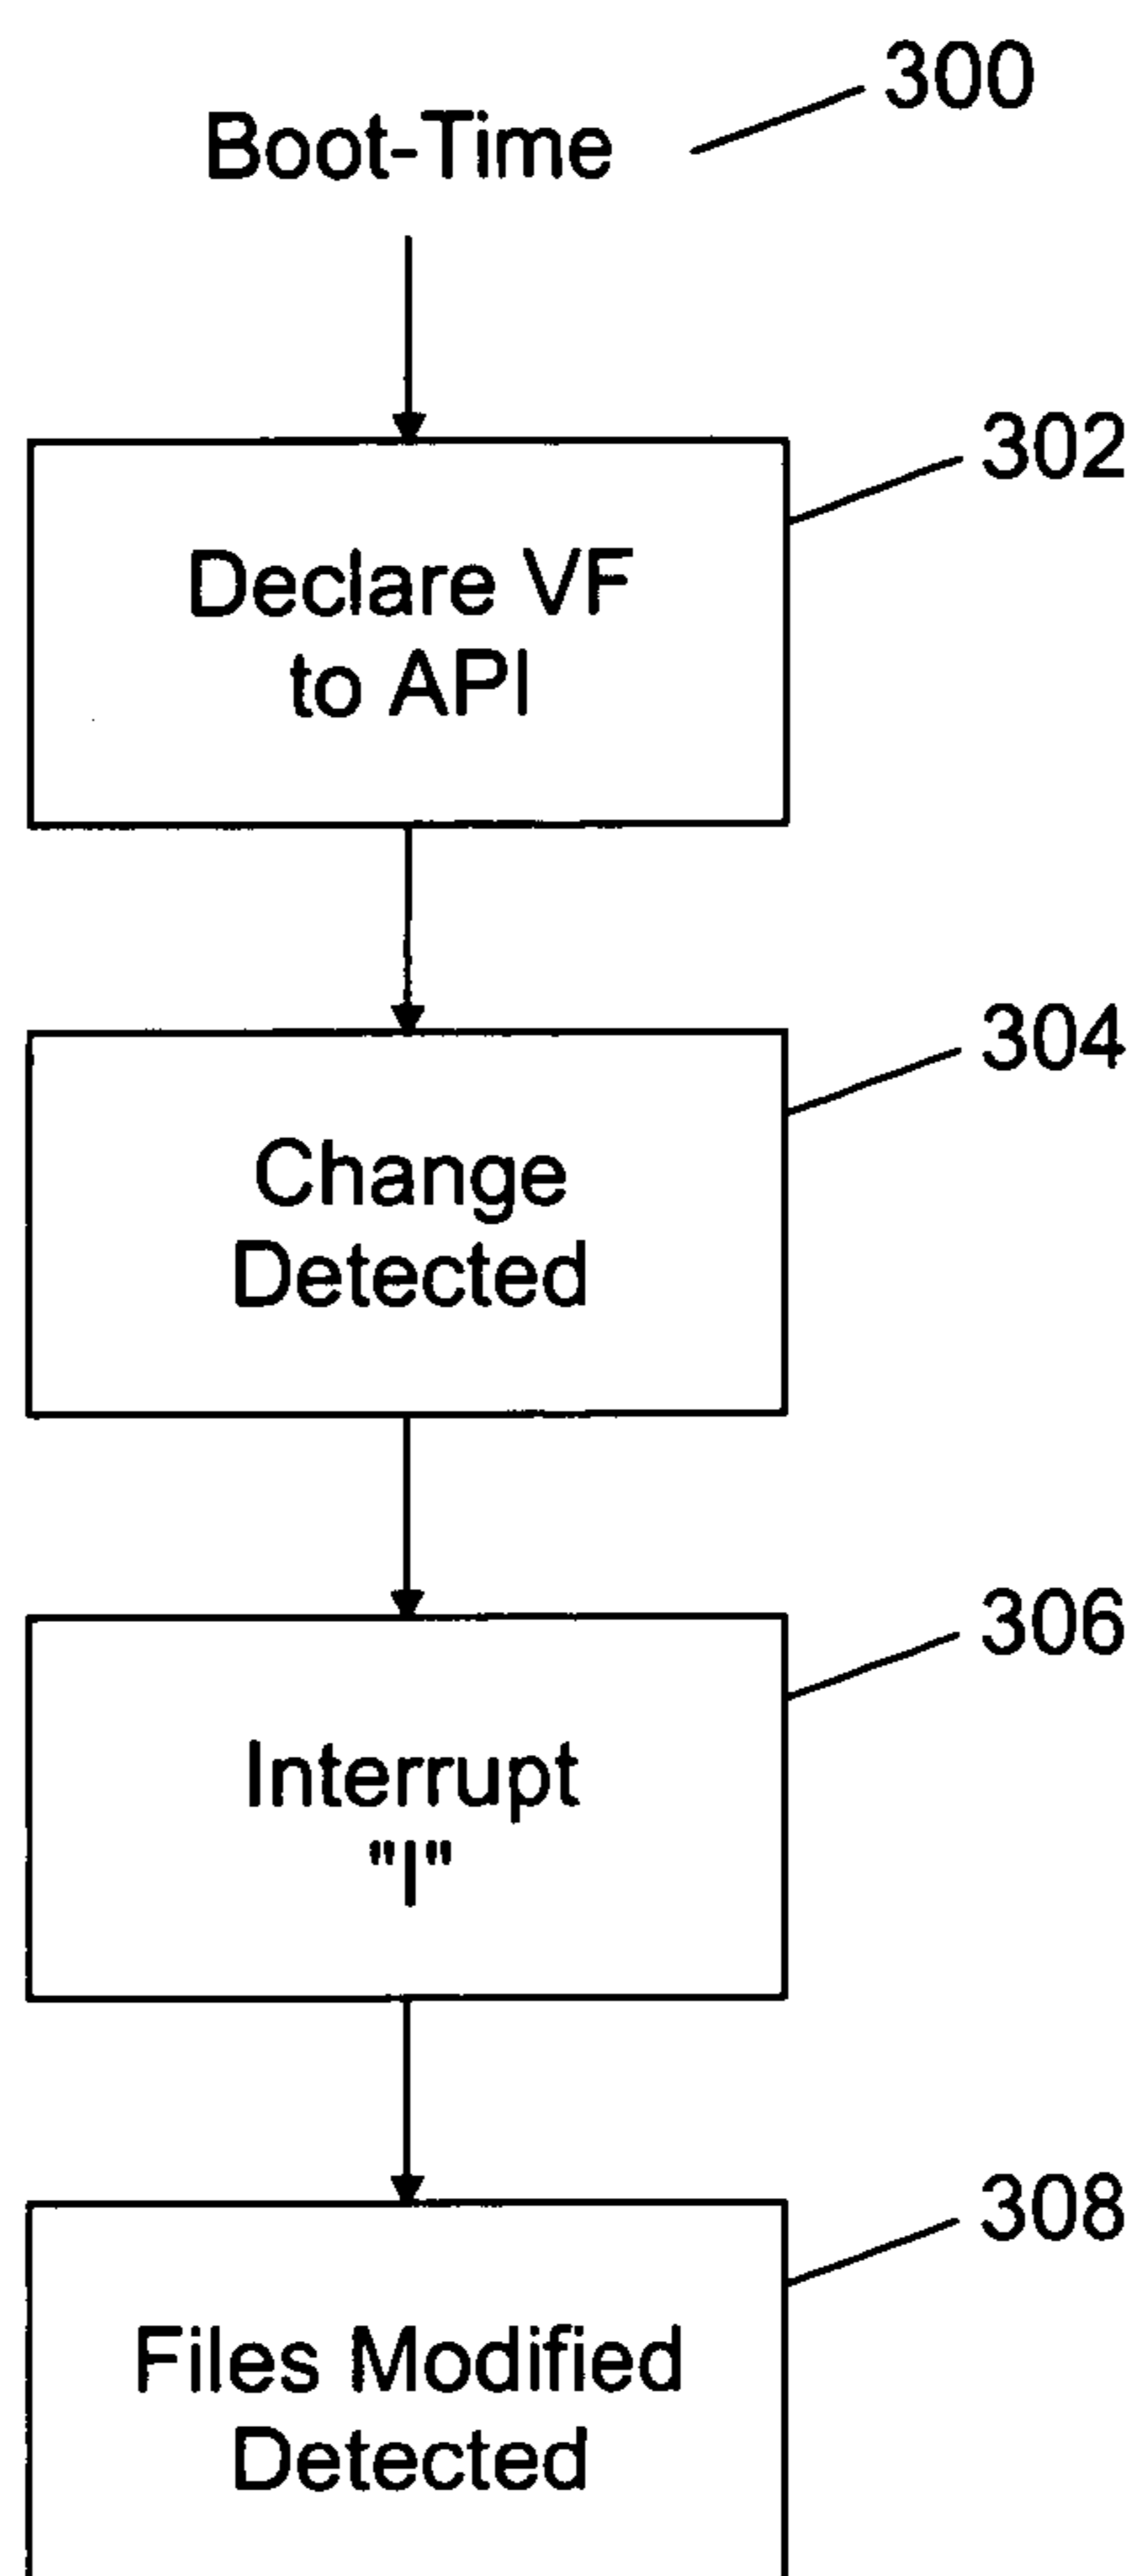 300
Boot-Time
302
Declare VF
to API
304
Change
Detected
306
Interrupt
"I"
308
Files Modified
Detected